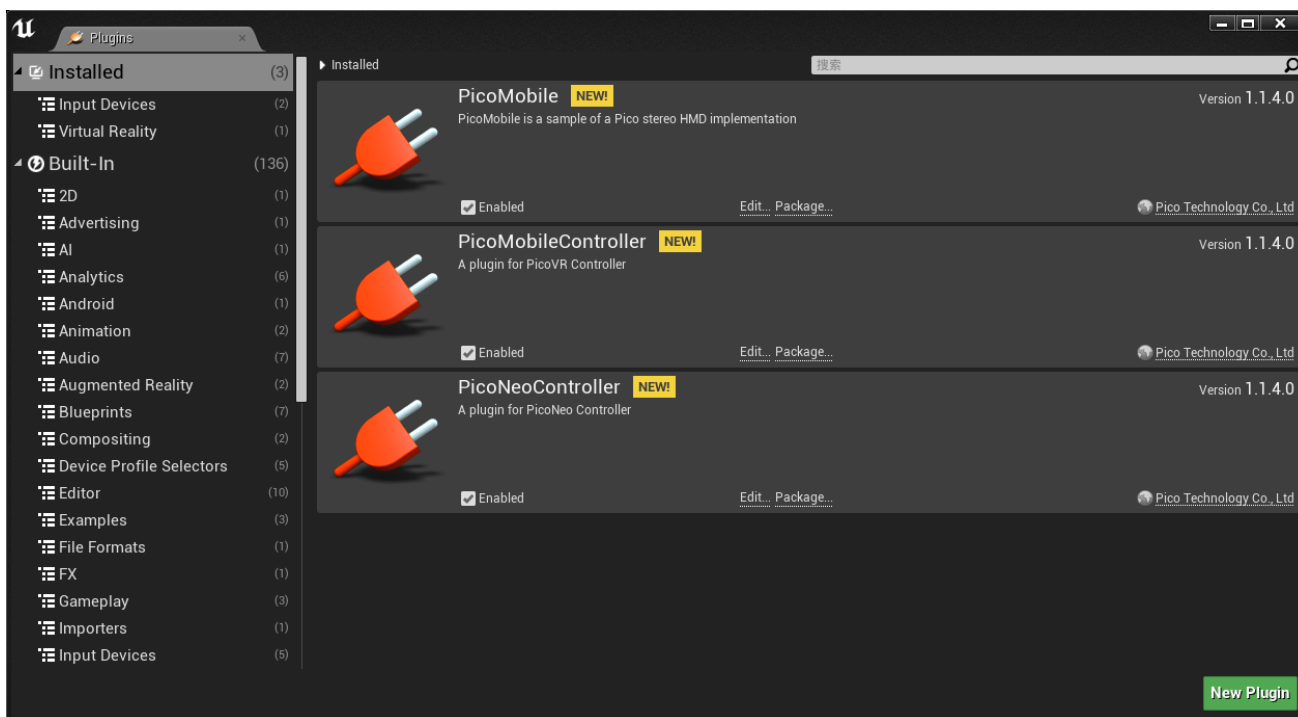 Plugins
Installed (3)
Input Devices (2)
Virtual Reality (1)
Built-In (136)
2D (1)
Advertising (1)
AI (1)
Analytics (6)
Android (1)
Animation (2)
Audio (7)
Augmented Reality (2)
Blueprints (7)
Compositing (2)
Device Profile Selectors (5)
Editor (10)
Examples (3)
File Formats (1)
FX (1)
Gameplay (3)
Importers (1)
Input Devices (5)
Installed
搜索
PicoMobile NEW! Version 1.1.4.0
PicoMobile is a sample of a Pico stereo HMD implementation
Enabled Edit... Package... Pico Technology Co., Ltd
PicoMobileController NEW! Version 1.1.4.0
A plugin for PicoVR Controller
Enabled Edit... Package... Pico Technology Co., Ltd
PicoNeoController NEW! Version 1.1.4.0
A plugin for PicoNeo Controller
Enabled Edit... Package... Pico Technology Co., Ltd
New Plugin